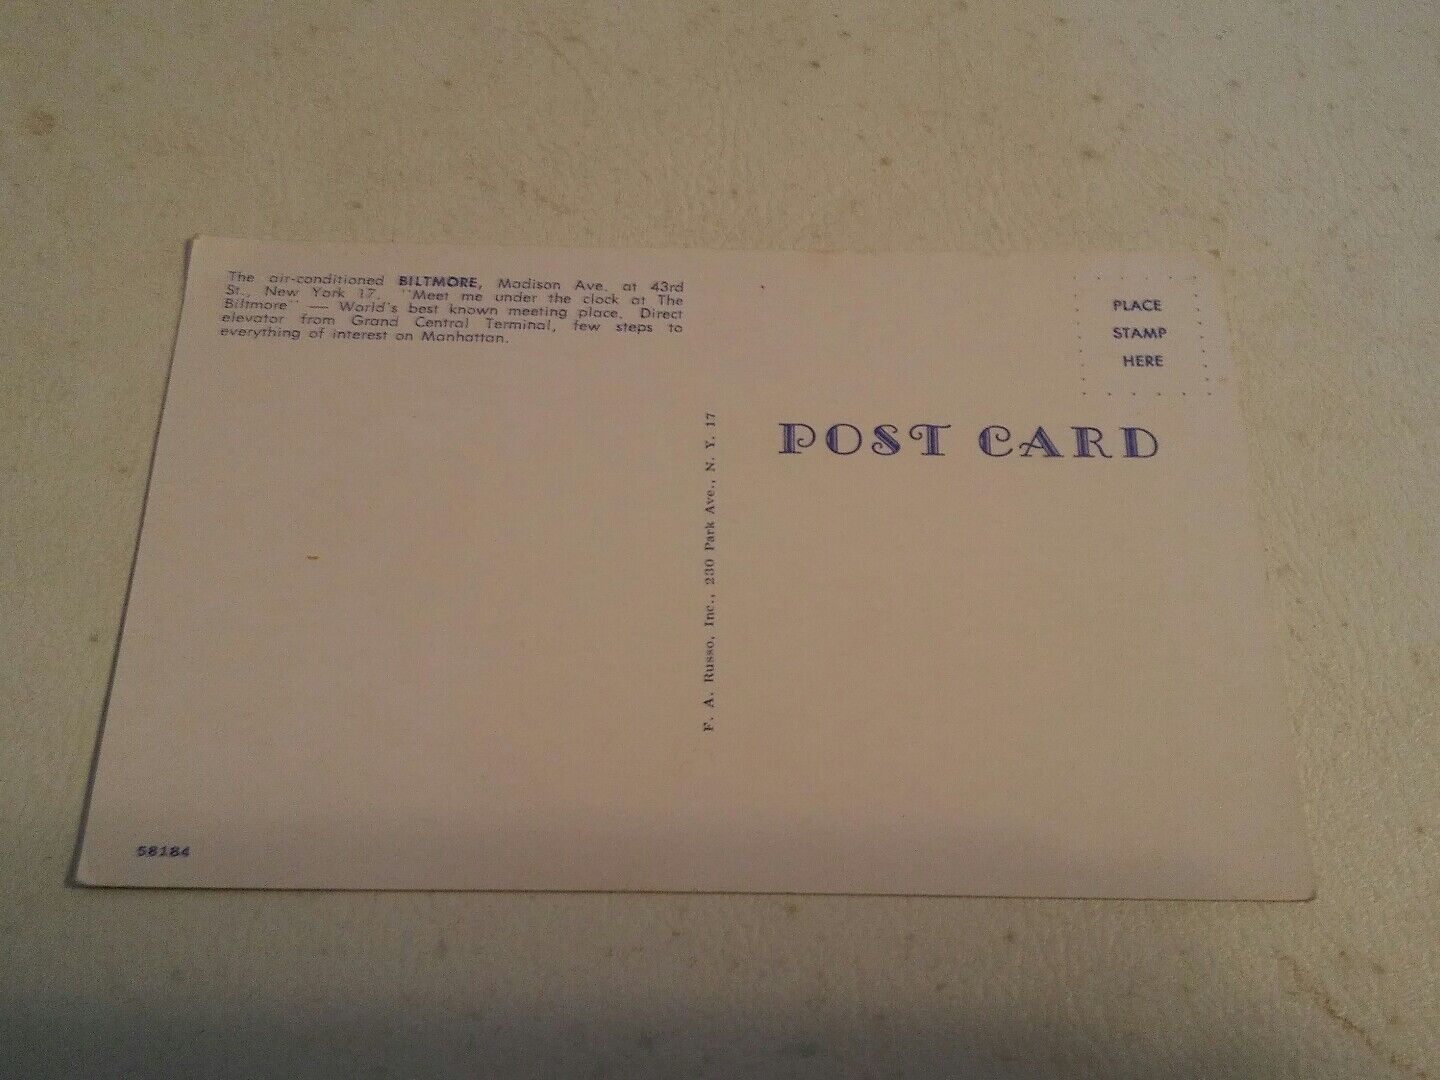 The air-conditioned BILTMORE, Madison Ave. at 43rd
St., New York 17. "Meet me under the clock at The
Biltmore" — World's best known meeting place. Direct
elevator from Grand Central Terminal, few steps to
everything of interest on Manhattan.
PLACE
STAMP
HERE
POST CARD
F. A. Russo, Inc., 230 Park Ave., N. Y. 17
58184